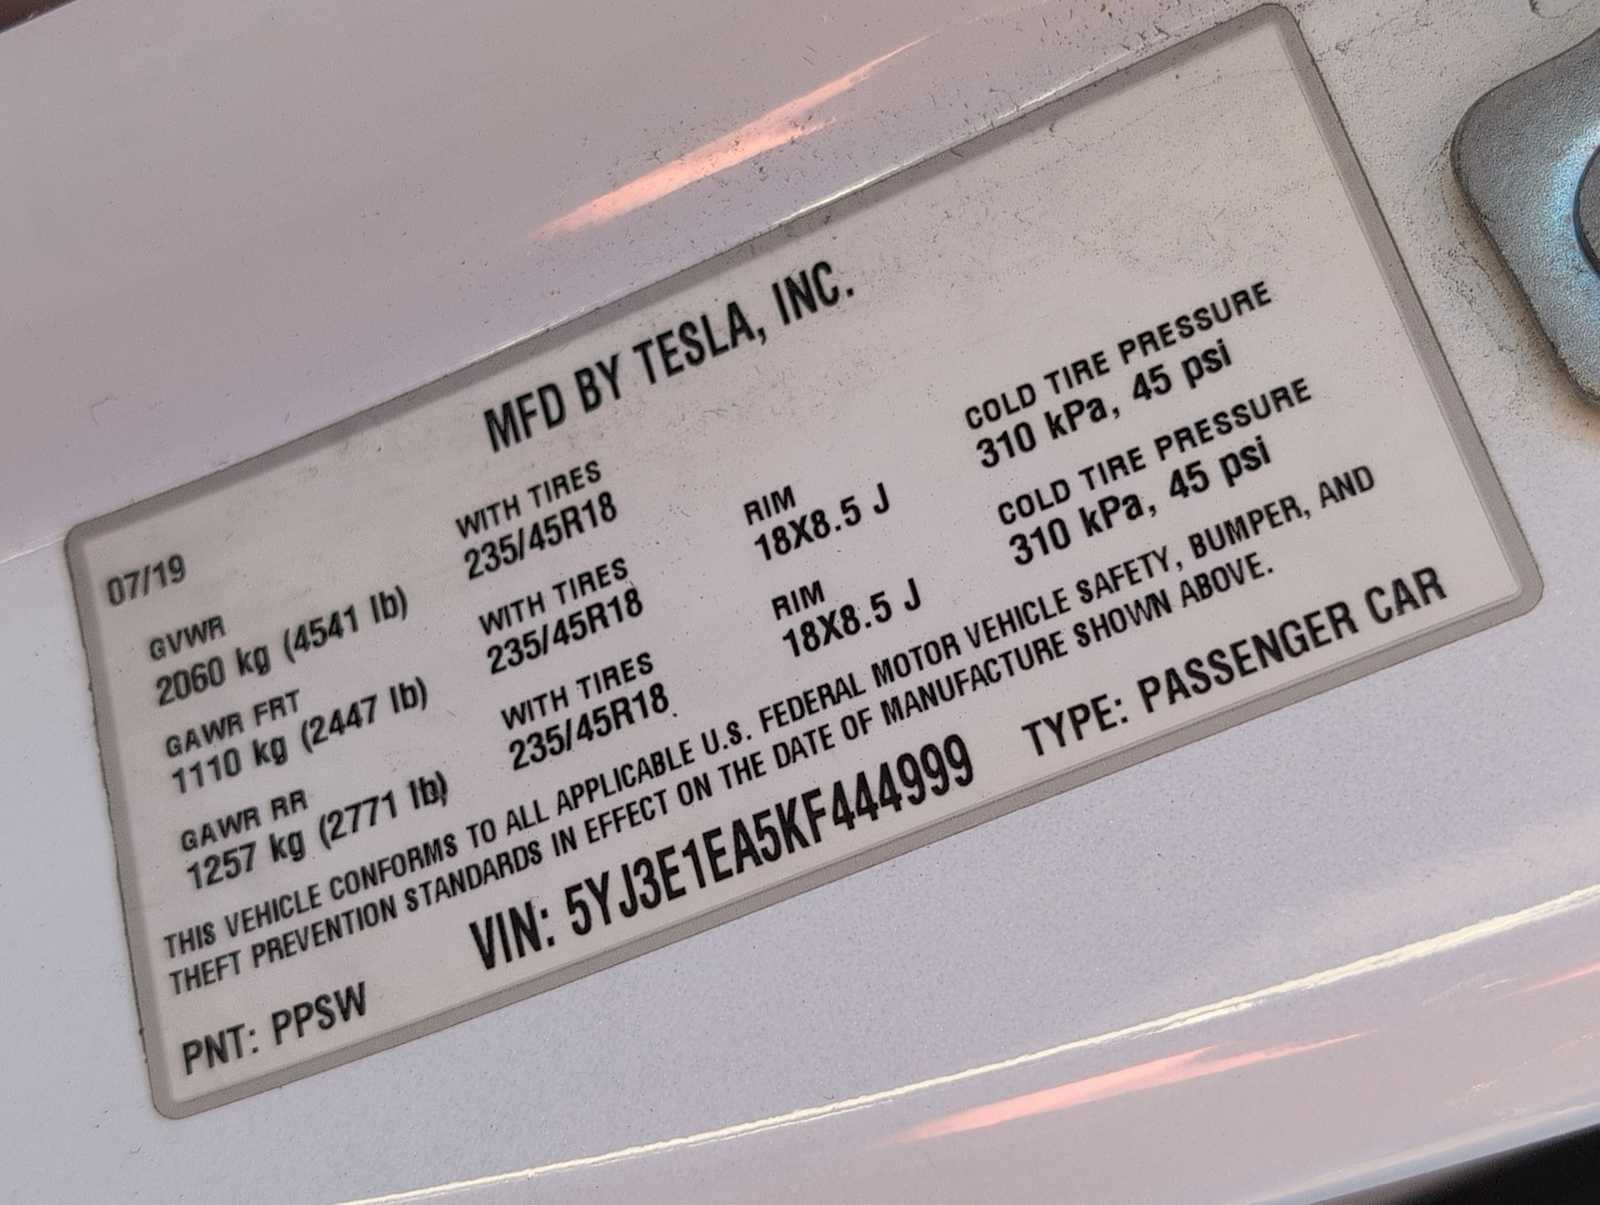 MFD BY TESLA, INC.
07/19
GVWR WITH TIRES RIM COLD TIRE PRESSURE
2060 kg (4541 lb) 235/45R18 18X8.5 J 310 kPa, 45 psi
GAWR FRT WITH TIRES RIM COLD TIRE PRESSURE
1110 kg (2447 lb) 235/45R18 18X8.5 J 310 kPa, 45 psi
GAWR RR WITH TIRES
1257 kg (2771 lb) 235/45R18
THIS VEHICLE CONFORMS TO ALL APPLICABLE U.S. FEDERAL MOTOR VEHICLE SAFETY, BUMPER, AND
THEFT PREVENTION STANDARDS IN EFFECT ON THE DATE OF MANUFACTURE SHOWN ABOVE.
PNT: PPSW VIN: 5YJ3E1EA5KF444999 TYPE: PASSENGER CAR